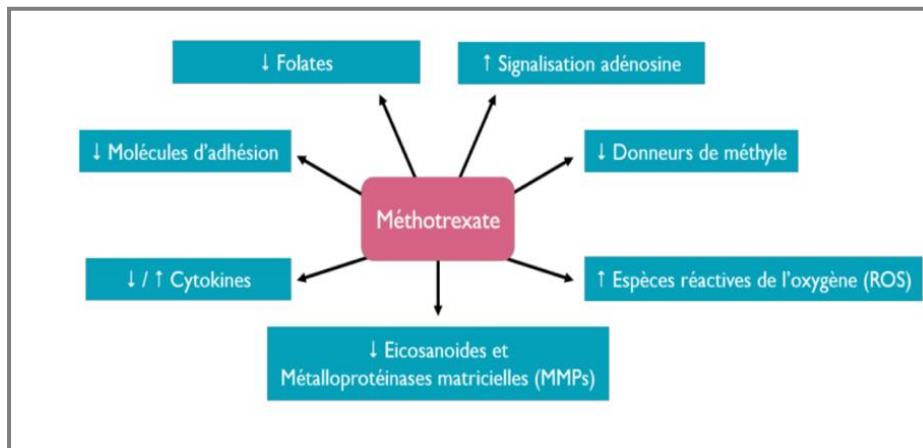 ↓ Folates
↑ Signalisation adénosine
↓ Molécules d'adhésion
↓ Donneurs de méthyle
Méthotrexate
↓ / ↑ Cytokines
↑ Espèces réactives de l'oxygène (ROS)
↓ Eicosanoides et
Métalloprotéinases matricielles (MMPs)